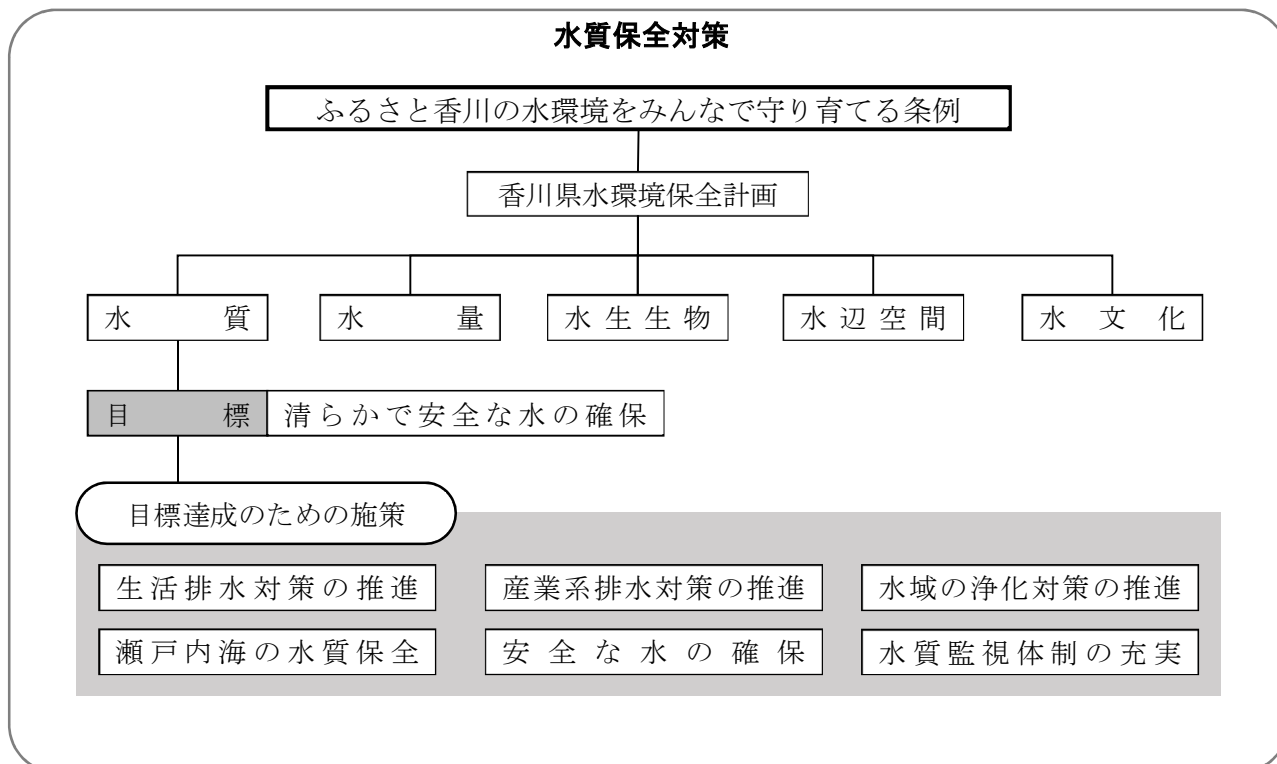 水質保全対策
ふるさと香川の水環境をみんなで守り育てる条例
香川県水環境保全計画
水質 水量 水生生物 水辺空間 水文化
目標 清らかで安全な水の確保
目標達成のための施策
生活排水対策の推進 産業系排水対策の推進 水域の浄化対策の推進
瀬戸内海の水質保全 安全な水の確保 水質監視体制の充実